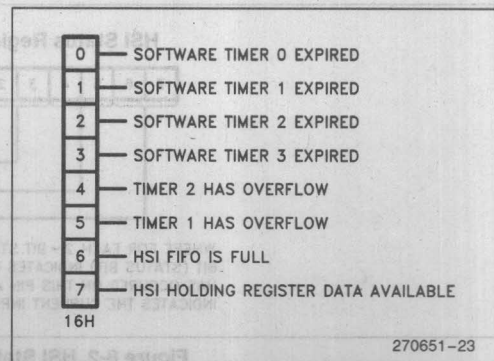 0 SOFTWARE TIMER 0 EXPIRED
1 SOFTWARE TIMER 1 EXPIRED
2 SOFTWARE TIMER 2 EXPIRED
3 SOFTWARE TIMER 3 EXPIRED
4 TIMER 2 HAS OVERFLOW
5 TIMER 1 HAS OVERFLOW
6 HSI FIFO IS FULL
7 HSI HOLDING REGISTER DATA AVAILABLE
16H
270651-23